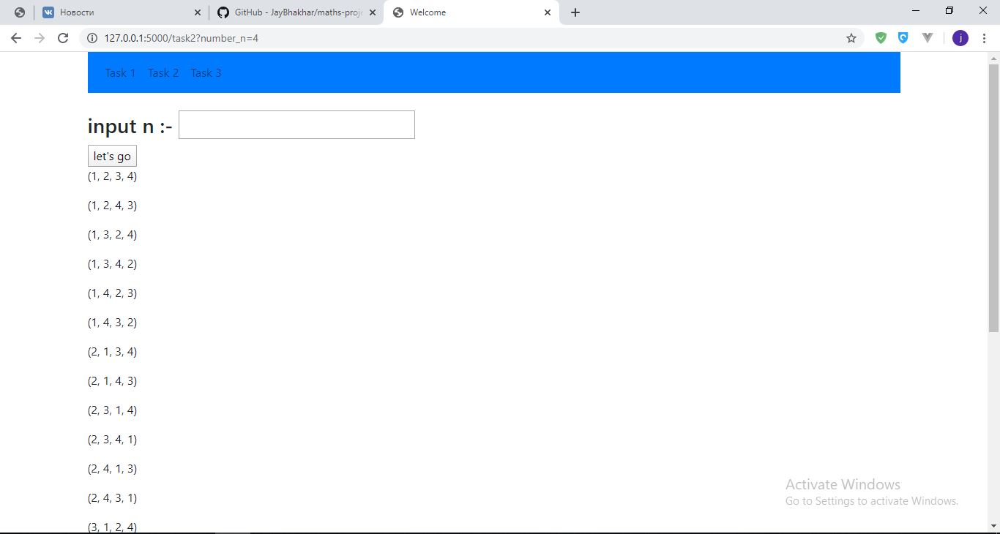 Новости
GitHub - JayBhakhar/maths-proje
Welcome
127.0.0.1:5000/task2?number_n=4
j
Task 1 Task 2 Task 3
input n :-
let's go
(1, 2, 3, 4)
(1, 2, 4, 3)
(1, 3, 2, 4)
(1, 3, 4, 2)
(1, 4, 2, 3)
(1, 4, 3, 2)
(2, 1, 3, 4)
(2, 1, 4, 3)
(2, 3, 1, 4)
(2, 3, 4, 1)
(2, 4, 1, 3)
(2, 4, 3, 1)
(3, 1, 2, 4)
Activate Windows
Go to Settings to activate Windows.